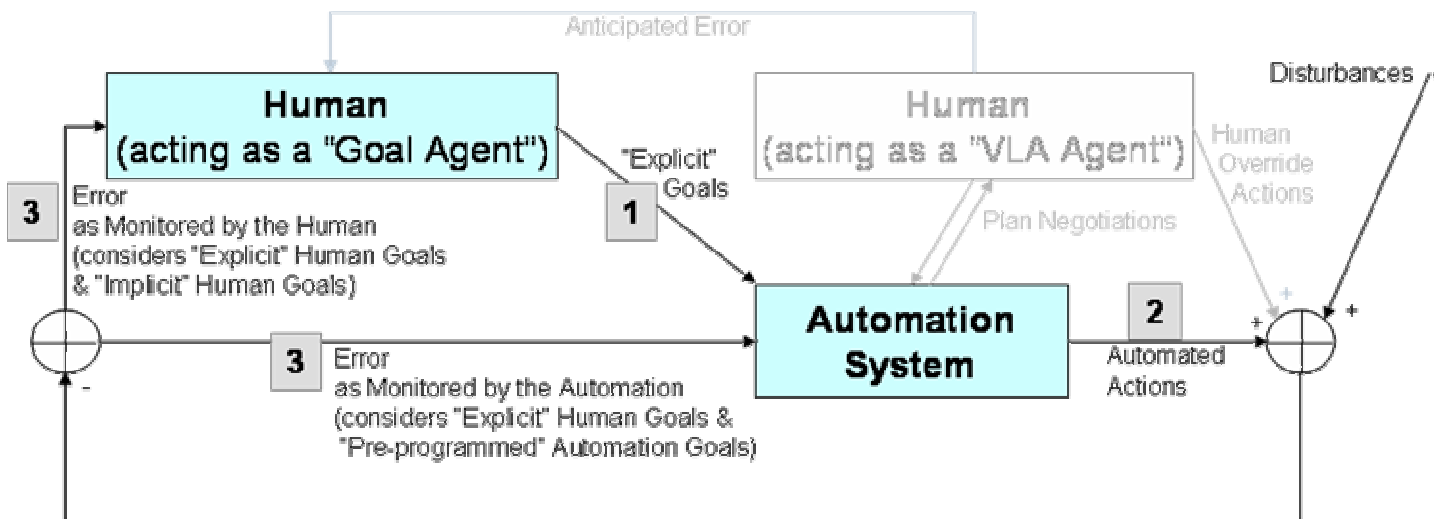 Anticipated Error
Human
(acting as a "Goal Agent")
Human
(acting as a "VLA Agent")
Disturbances
Human
Override
Actions
"Explicit"
Goals
1
Plan Negotiations
3
Error
as Monitored by the Human
(considers "Explicit" Human Goals
& "Implicit" Human Goals)
Automation
System
2
Automated
Actions
+
+
+
3
Error
as Monitored by the Automation
(considers "Explicit" Human Goals &
"Pre-programmed" Automation Goals)
-